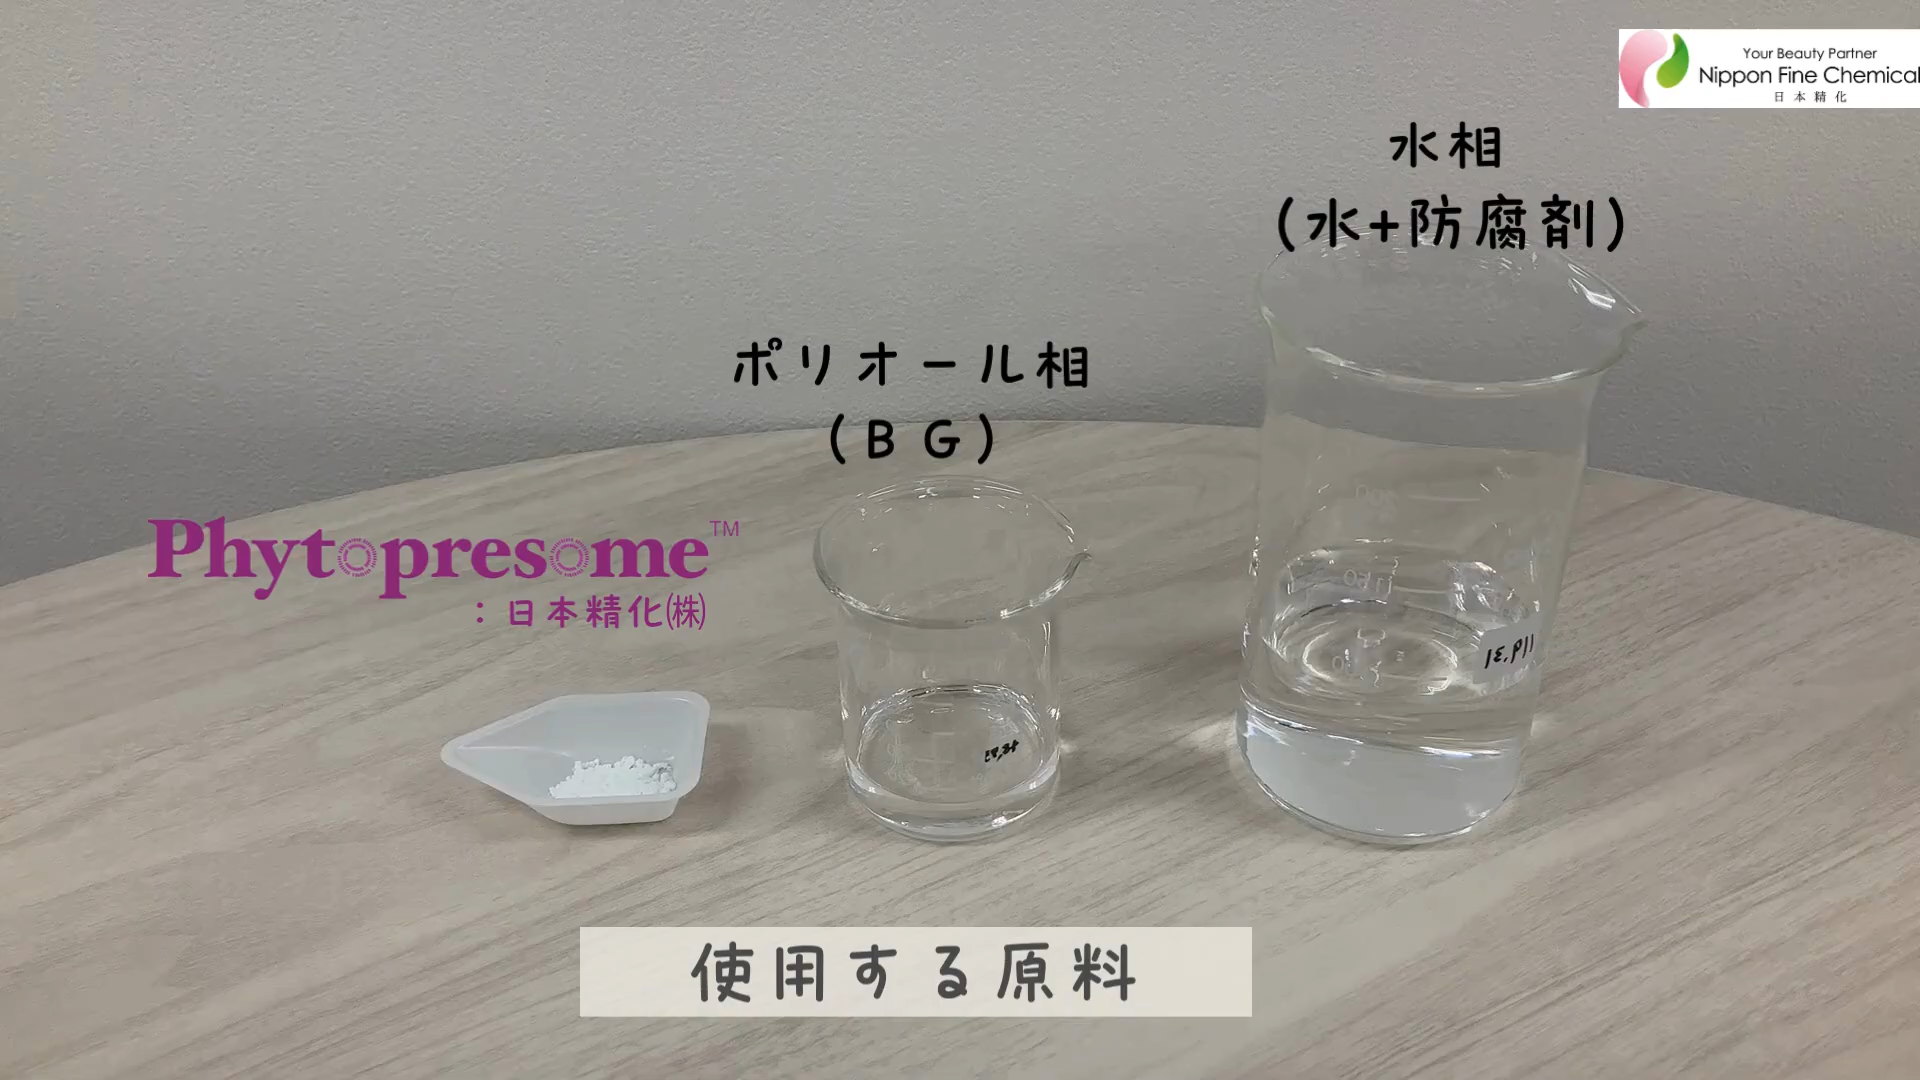 Your Beauty Partner
Nippon Fine Chemical
日本精化
水相
(水+防腐剤)
ポリオール相
(BG)
Phytopresome™
：日本精化㈱
使用する原料